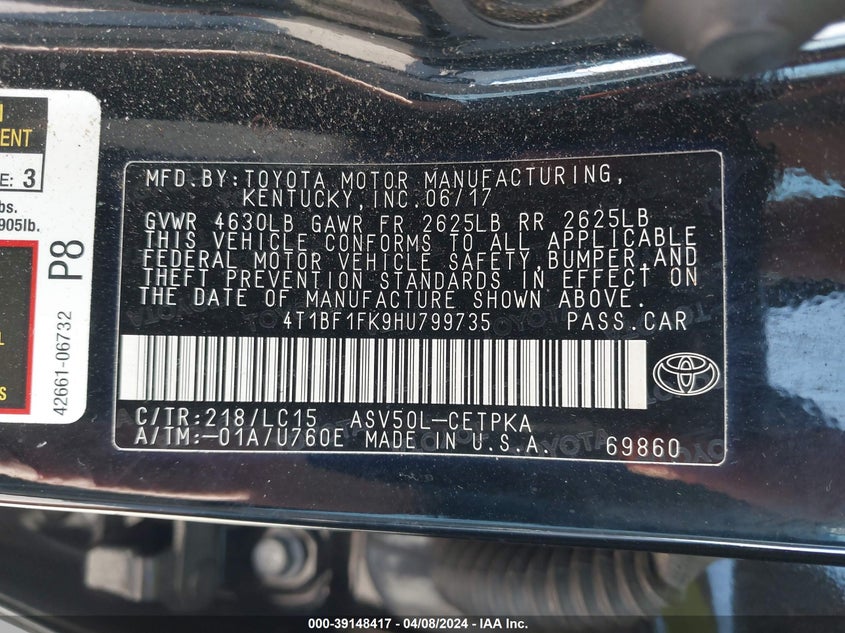 ENT
E: 3
bs.
905lb.
P8
42661-06732
S
MFD.BY:TOYOTA MOTOR MANUFACTURING,
KENTUCKY,INC.06/17
GVWR 4630LB GAWR FR 2625LB RR 2625LB
THIS VEHICLE CONFORMS TO ALL APPLICABLE
FEDERAL MOTOR VEHICLE SAFETY,BUMPER,AND
THEFT PREVENTION STANDARDS IN EFFECT ON
THE DATE OF MANUFACTURE SHOWN ABOVE.
4T1BF1FK9HU799735 PASS.CAR
C/TR:218/LC15 ASV50L-CETPKA
A/TM:-01A/U760E MADE IN U.S.A. 69860
000-39148417 - 04/08/2024 - IAA Inc.